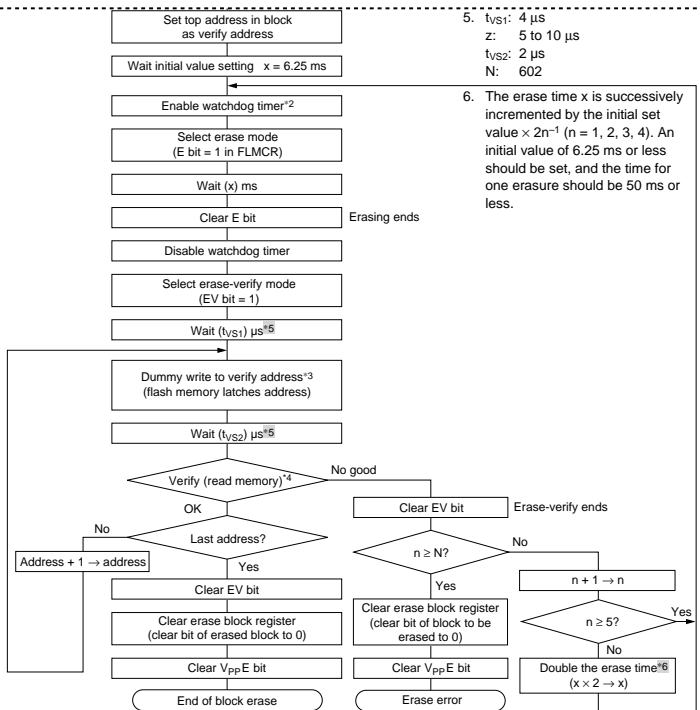 Set top address in block
as verify address
Wait initial value setting x = 6.25 ms
Enable watchdog timer*2
Select erase mode
(E bit = 1 in FLMCR)
Wait (x) ms
Clear E bit
Erasing ends
Disable watchdog timer
Select erase-verify mode
(EV bit = 1)
Wait (tVS1) µs*5
Dummy write to verify address*3
(flash memory latches address)
Wait (tVS2) µs*5
Verify (read memory)*4
No good
OK
Last address?
No
Address + 1 → address
Yes
Clear EV bit
Clear erase block register
(clear bit of erased block to 0)
Clear VPPE bit
End of block erase
Clear EV bit
Erase-verify ends
n ≥ N?
No
Yes
Clear erase block register
(clear bit of block to be
erased to 0)
Clear VPPE bit
Erase error
n + 1 → n
n ≥ 5?
Yes
No
Double the erase time*6
(x × 2 → x)
5. tVS1: 4 µs
z: 5 to 10 µs
tVS2: 2 µs
N: 602
6. The erase time x is successively
incremented by the initial set
value × 2n–1 (n = 1, 2, 3, 4). An
initial value of 6.25 ms or less
should be set, and the time for
one erasure should be 50 ms or
less.